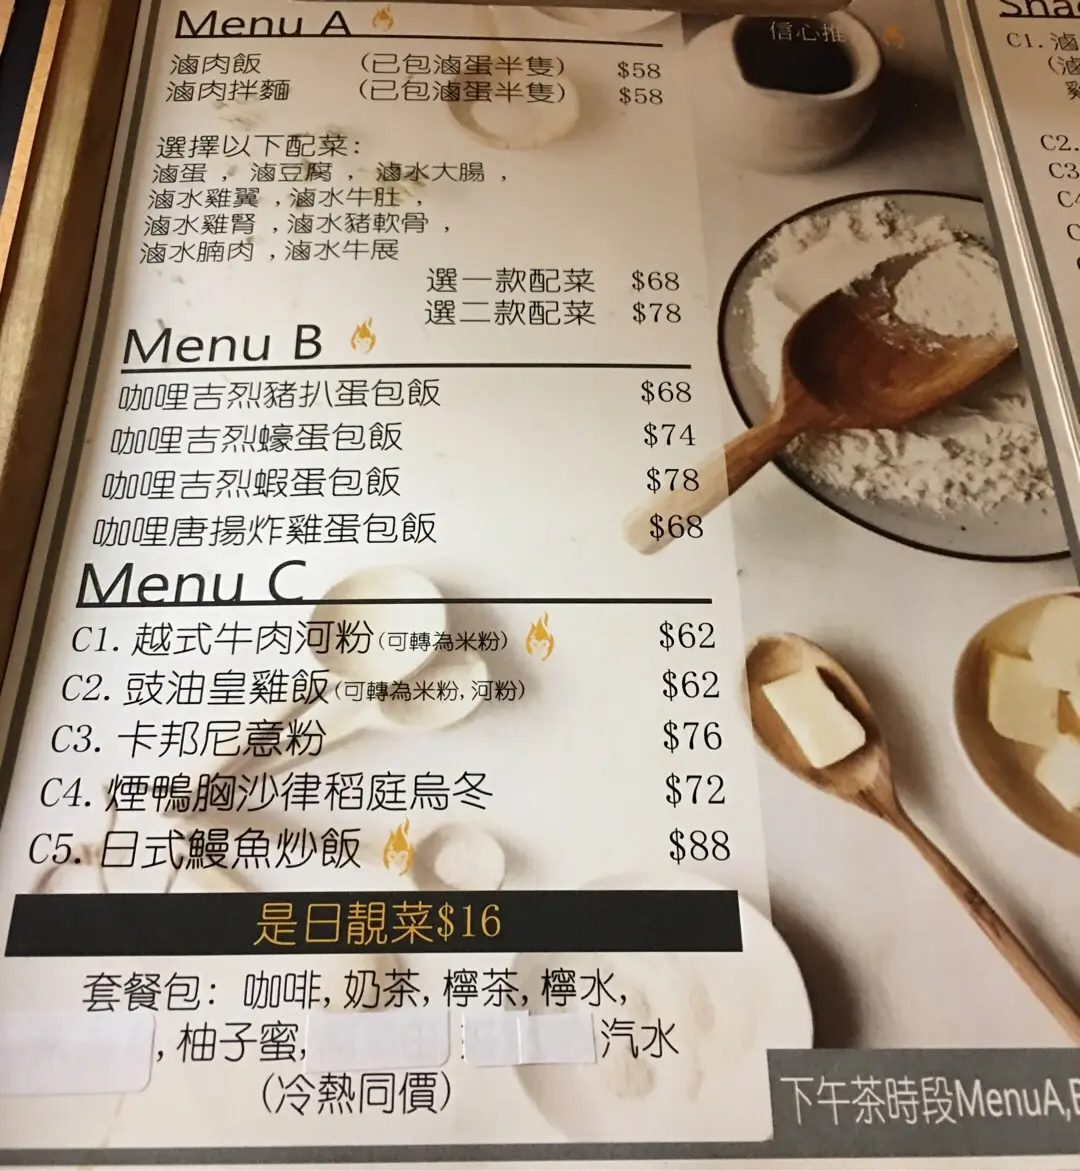 Menu A
滷肉飯 (已包滷蛋半隻) $58
滷肉拌麵 (已包滷蛋半隻) $58
選擇以下配菜:
滷蛋 , 滷豆腐 , 滷水大腸 ,
滷水雞翼 ,滷水牛肚 ,
滷水雞腎 ,滷水豬軟骨 ,
滷水腩肉 ,滷水牛展
選一款配菜 $68
選二款配菜 $78
Menu B
咖哩吉烈豬扒蛋包飯 $68
咖哩吉烈蠔蛋包飯 $74
咖哩吉烈蝦蛋包飯 $78
咖哩唐揚炸雞蛋包飯 $68
Menu C
C1. 越式牛肉河粉(可轉為米粉) $62
C2. 豉油皇雞飯(可轉為米粉, 河粉) $62
C3. 卡邦尼意粉 $76
C4. 煙鴨胸沙律稻庭烏冬 $72
C5. 日式鰻魚炒飯 $88
是日靚菜$16
套餐包: 咖啡, 奶茶, 檸茶, 檸水,
, 柚子蜜, 汽水
(冷熱同價)
信心推
下午茶時段MenuA,B
C1. 滷
(滷
雞
C2.
C3